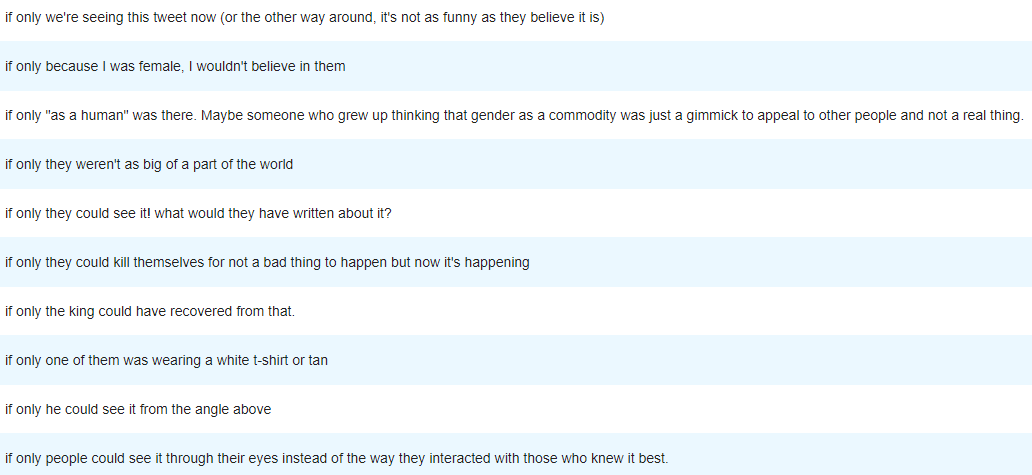 if only we're seeing this tweet now (or the other way around, it's not as funny as they believe it is)
if only because I was female, I wouldn't believe in them
if only "as a human" was there. Maybe someone who grew up thinking that gender as a commodity was just a gimmick to appeal to other people and not a real thing.
if only they weren't as big of a part of the world
if only they could see it! what would they have written about it?
if only they could kill themselves for not a bad thing to happen but now it's happening
if only the king could have recovered from that.
if only one of them was wearing a white t-shirt or tan
if only he could see it from the angle above
if only people could see it through their eyes instead of the way they interacted with those who knew it best.